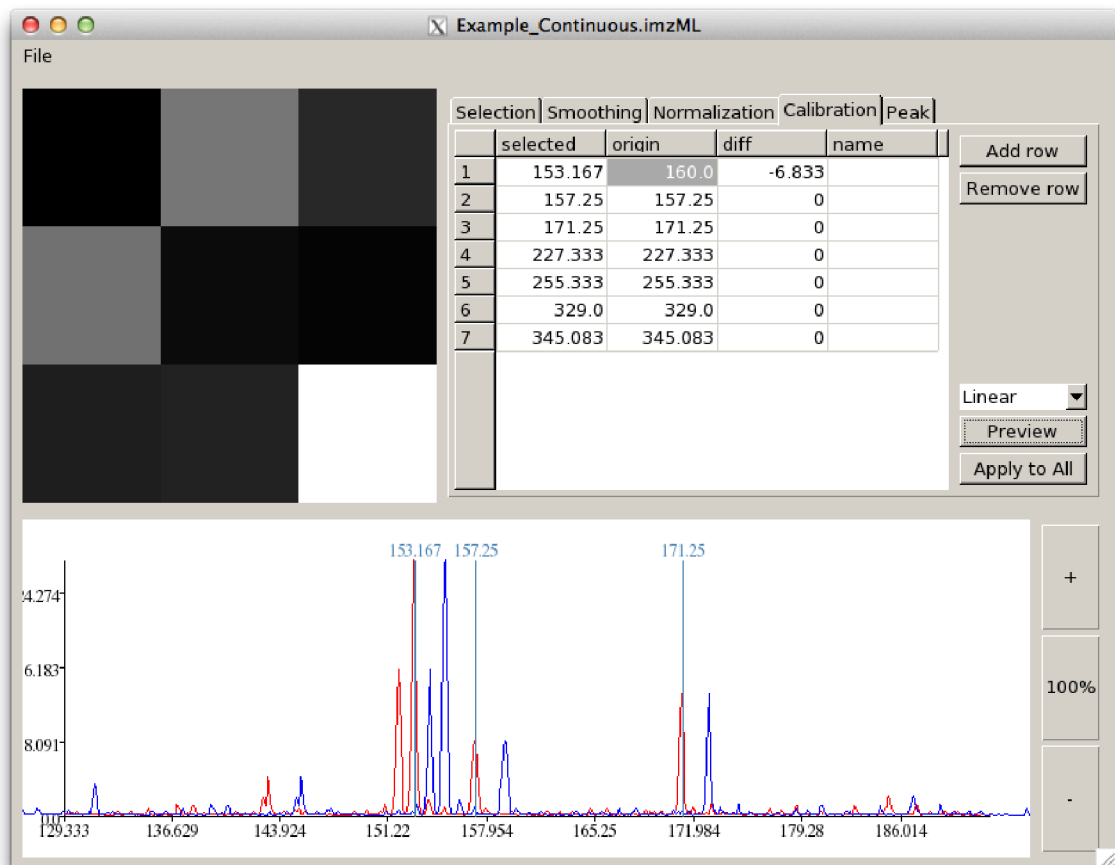 Example_Continuous.imzML
File
Selection Smoothing Normalization Calibration Peak
selected origin diff name
1 153.167 160.0 -6.833
2 157.25 157.25 0
3 171.25 171.25 0
4 227.333 227.333 0
5 255.333 255.333 0
6 329.0 329.0 0
7 345.083 345.083 0
Add row
Remove row
Linear
Preview
Apply to All
153.167 157.25 171.25
4.274
6.183
8.091
129.333 136.629 143.924 151.22 157.954 165.25 171.984 179.28 186.014
+
100%
-